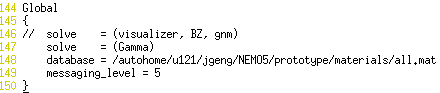 144 Global
145 {
146 //  solve    = (visualizer, BZ, gnm)
147     solve    = (Gamma)
148     database = /autohome/u121/jgeng/NEMO5/prototype/materials/all.mat
149     messaging_level = 5
150 }